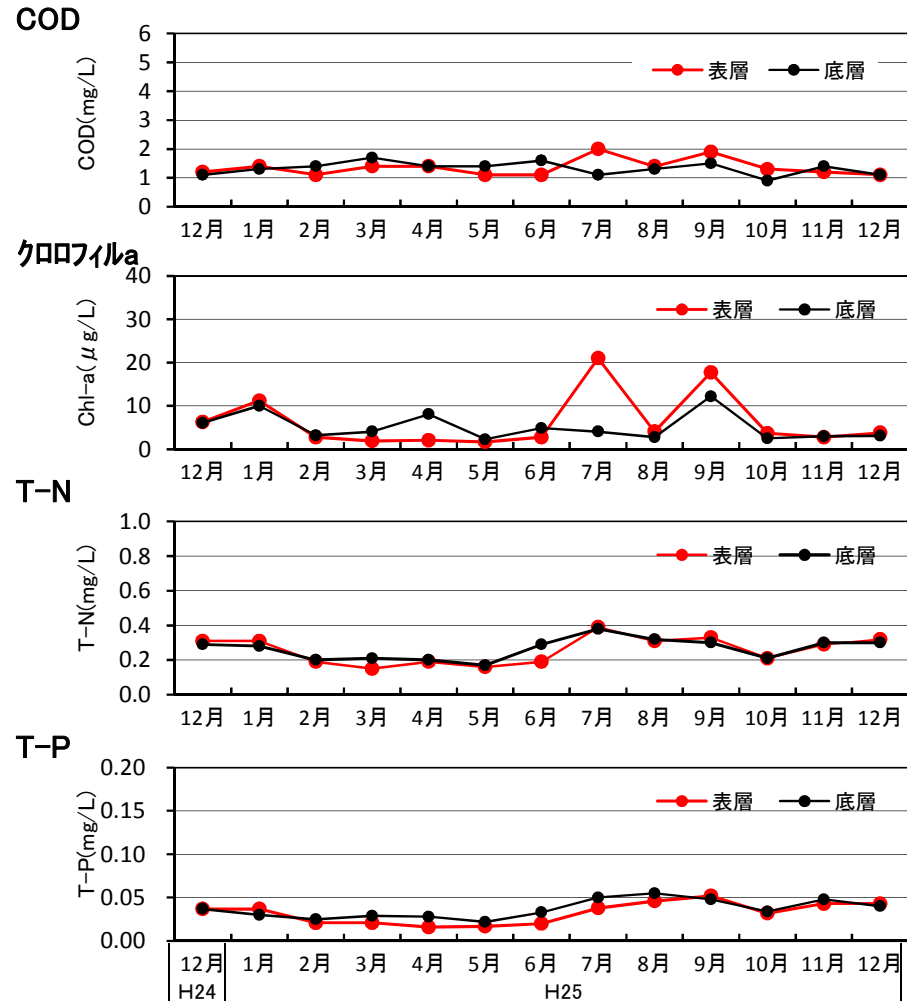 COD
COD(mg/L)
6
5
4
3
2
1
0
表層 底層
12月 1月 2月 3月 4月 5月 6月 7月 8月 9月 10月 11月 12月
クロロフィルa
Chl-a(μg/L)
40
30
20
10
0
表層 底層
12月 1月 2月 3月 4月 5月 6月 7月 8月 9月 10月 11月 12月
T-N
T-N(mg/L)
1.0
0.8
0.6
0.4
0.2
0.0
表層 底層
12月 1月 2月 3月 4月 5月 6月 7月 8月 9月 10月 11月 12月
T-P
T-P(mg/L)
0.20
0.15
0.10
0.05
0.00
表層 底層
12月 1月 2月 3月 4月 5月 6月 7月 8月 9月 10月 11月 12月
H24 H25